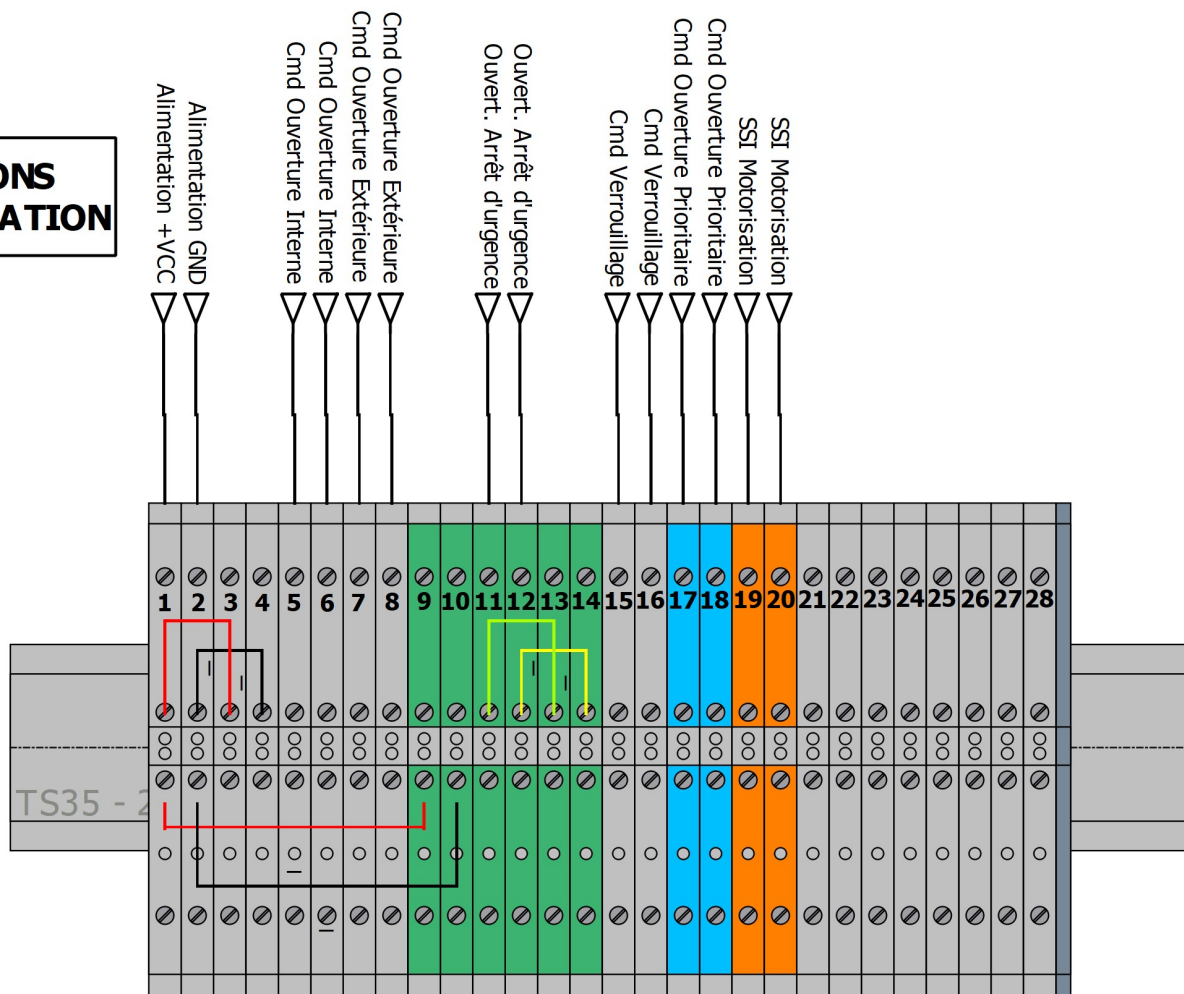 ONS
ATION
Alimentation +VCC
Alimentation GND
Cmd Ouverture Interne
Cmd Ouverture Interne
Cmd Ouverture Extérieure
Cmd Ouverture Extérieure
Ouvert. Arrêt d'urgence
Ouvert. Arrêt d'urgence
Cmd Verrouillage
Cmd Verrouillage
Cmd Ouverture Prioritaire
Cmd Ouverture Prioritaire
SSI Motorisation
SSI Motorisation
1 2 3 4 5 6 7 8 9 10 11 12 13 14 15 16 17 18 19 20 21 22 23 24 25 26 27 28
TS35 - 2